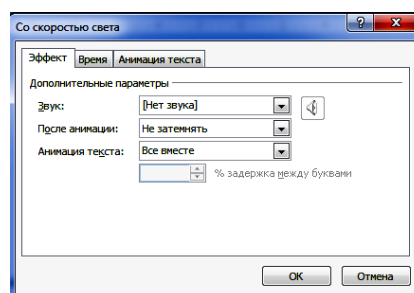 Со скоростью света
Эффект Время Анимация текста
Дополнительные параметры
Звук: [Нет звука]
После анимации: Не затемнять
Анимация текста: Все вместе
% задержка между буквами
ОК Отмена